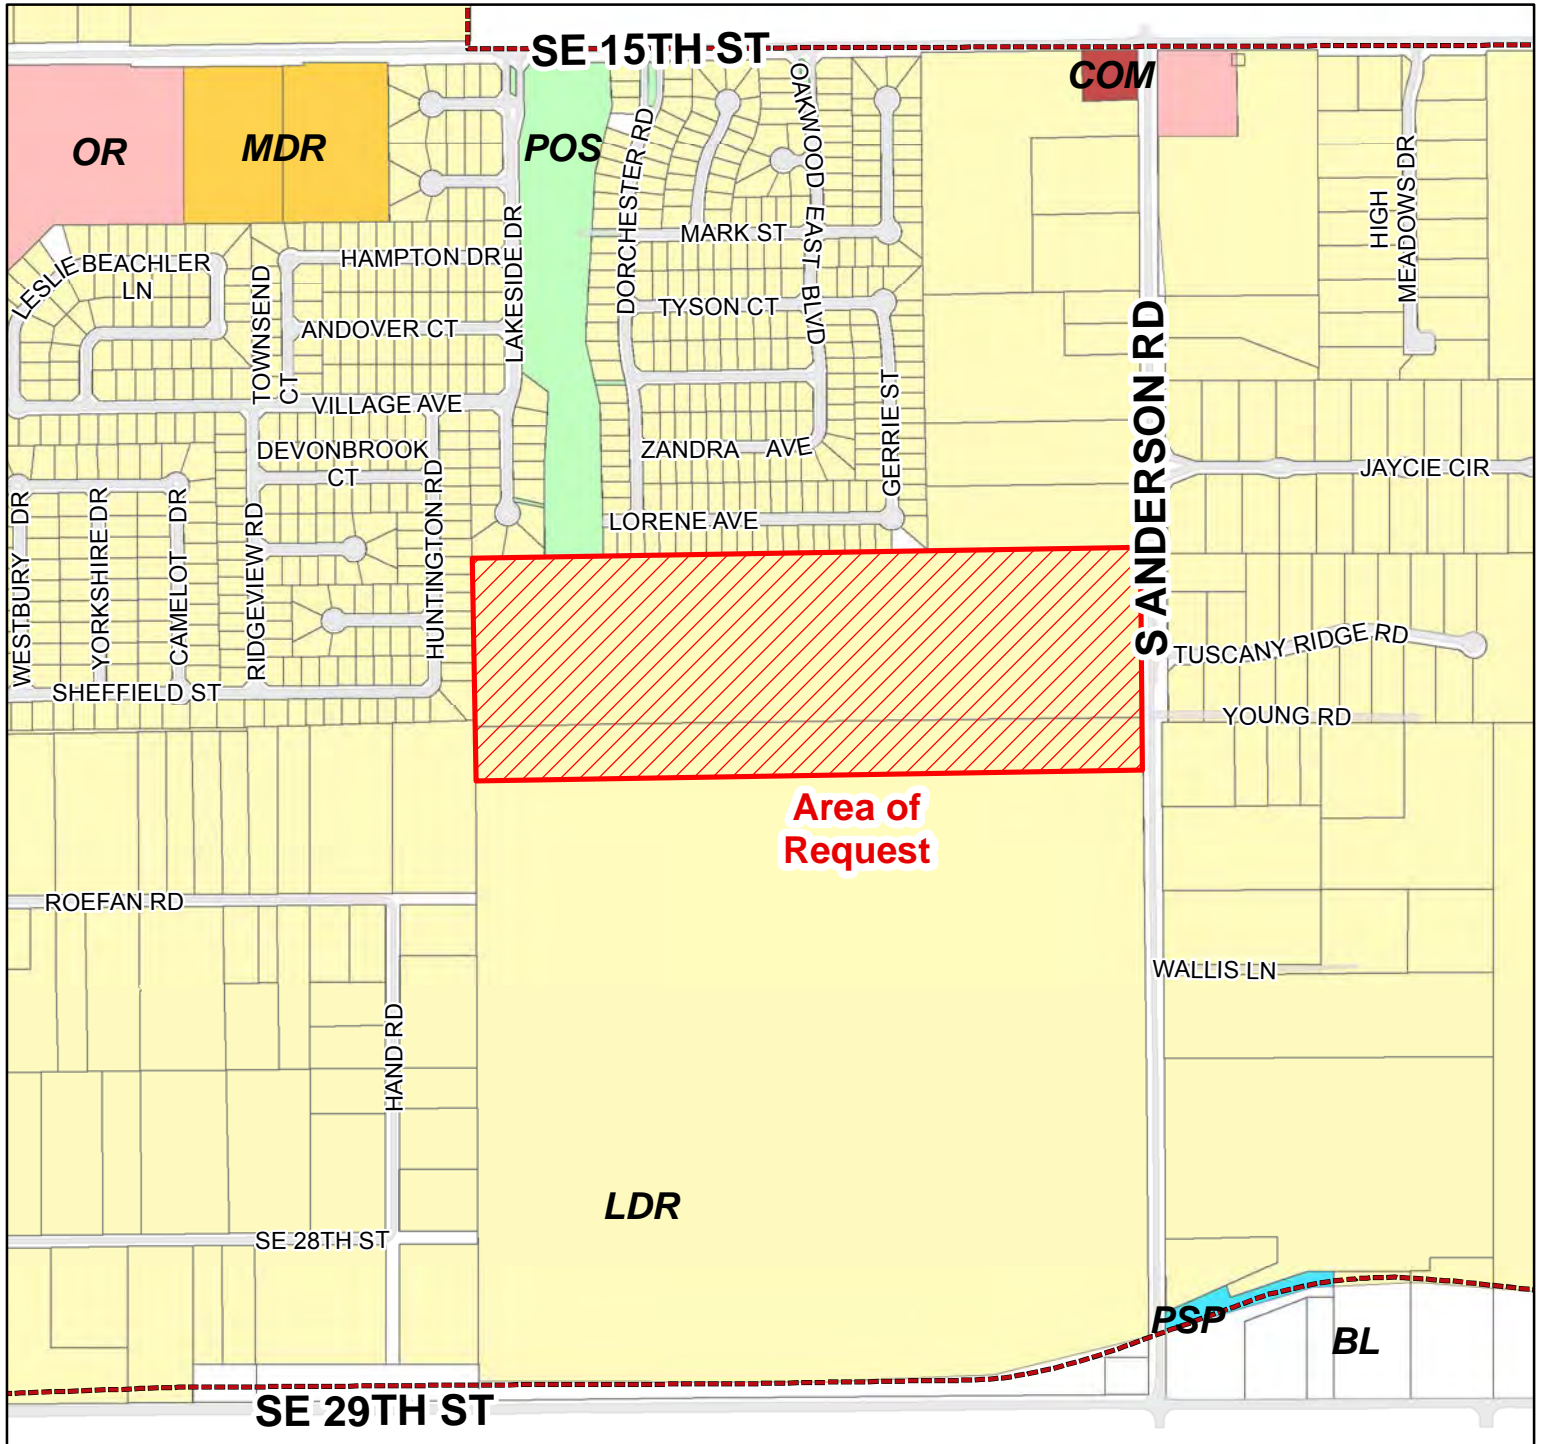 SE 15TH ST
COM
OR
MDR
POS
OAKWOOD EAST BLVD
DORCHESTER RD
HIGH
MEADOWS DR
LAKESIDE DR
MARK ST
HAMPTON DR
LESLIE
BEACHLER
LN
TOWNSEND
CT
TYSON CT
ANDOVER CT
S ANDERSON RD
GERRIE ST
VILLAGE AVE
DEVONBROOK
CT
ZANDRA AVE
JAYCIE CIR
HUNTINGTON RD
LORENE AVE
WESTBURY DR
YORKSHIRE DR
CAMELOT DR
RIDGEVIEW RD
TUSCANY RIDGE RD
SHEFFIELD ST
YOUNG RD
Area of
Request
ROEFAN RD
WALLIS LN
HAND RD
LDR
SE 28TH ST
PSP
BL
SE 29TH ST